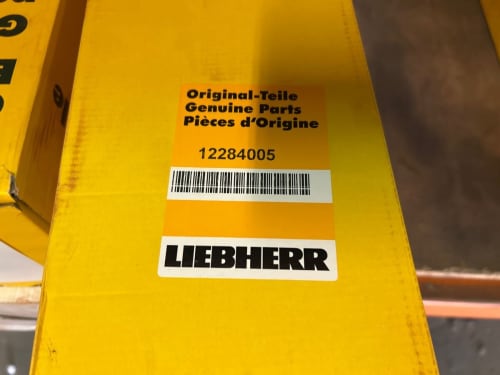 Original-Teile
Genuine Parts
Pièces d'Origine
12284005
LIEBHERR